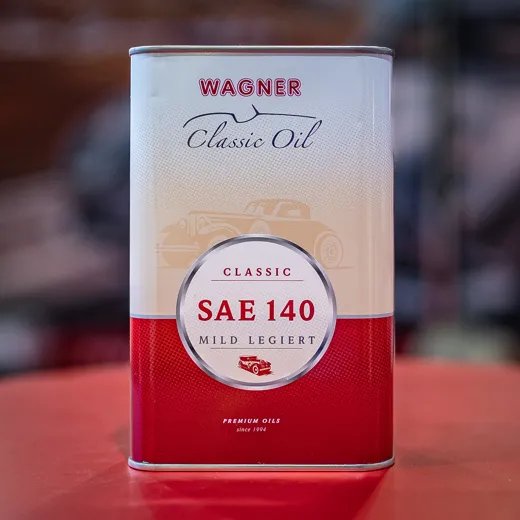 WAGNER
Classic Oil
CLASSIC
SAE 140
MILD LEGIERT
PREMIUM OILS
since 1994